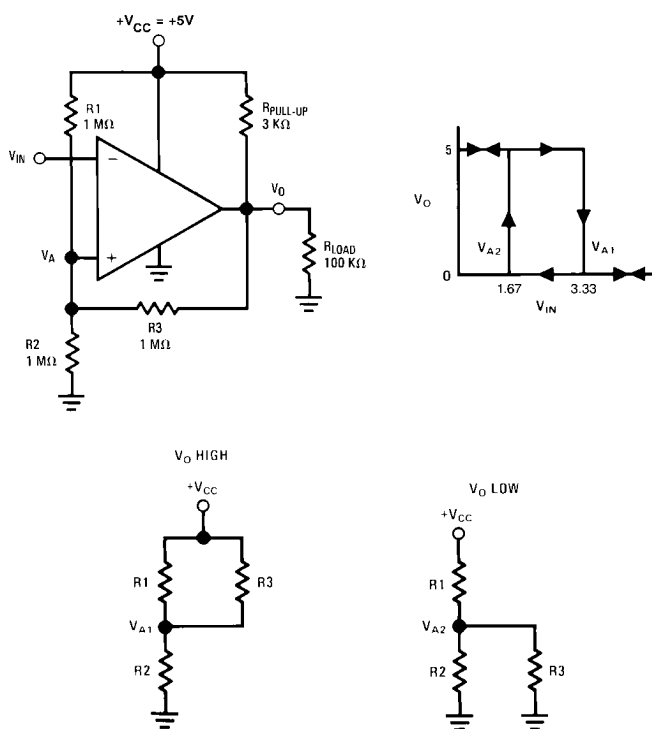 +VCC = +5V
R1
1 MΩ
RPULL-UP
3 KΩ
VIN
−
+
VA
VO
RLOAD
100 KΩ
R3
1MΩ
R2
1 MΩ
5
VO
0
VA2
VA1
1.67
3.33
VIN
VO HIGH
+VCC
R1
R3
VA1
R2
VO LOW
+VCC
R1
VA2
R2
R3